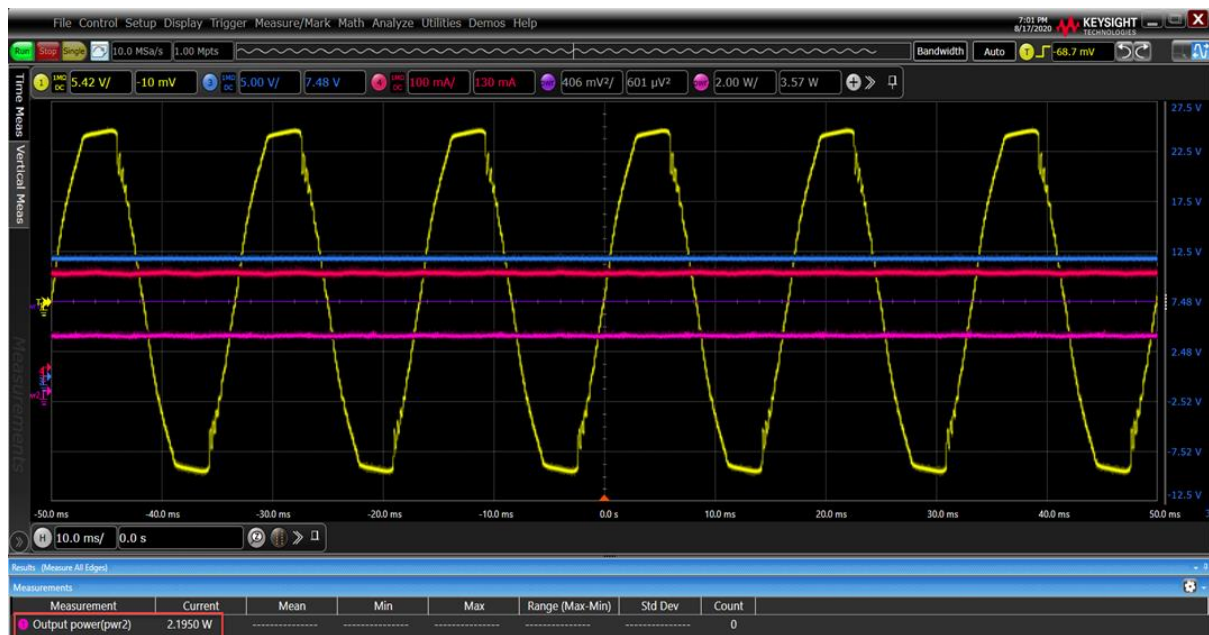 File Control Setup Display Trigger Measure/Mark Math Analyze Utilities Demos Help
7:01 PM
8/17/2020
KEYSIGHT
TECHNOLOGIES
Run Stop Single 10.0 MSa/s 1.00 Mpts Bandwidth Auto T -68.7 mV
1 1MΩ DC 5.42 V/ -10 mV 3 1MΩ DC 5.00 V/ 7.48 V 4 1MΩ DC 100 mA/ 130 mA 406 mV²/ 601 µV² 2.00 W/ 3.57 W
Time Meas
Vertical Meas
Measurements
27.5 V
22.5 V
17.5 V
12.5 V
7.48 V
2.48 V
-2.52 V
-7.52 V
-12.5 V
-50.0 ms -40.0 ms -30.0 ms -20.0 ms -10.0 ms 0.0 s 10.0 ms 20.0 ms 30.0 ms 40.0 ms 50.0 ms
H 10.0 ms/ 0.0 s
Results (Measure All Edges)
Measurements
Measurement Current Mean Min Max Range (Max-Min) Std Dev Count
Output power(pwr2) 2.1950 W -------------- -------------- -------------- -------------- -------------- 0